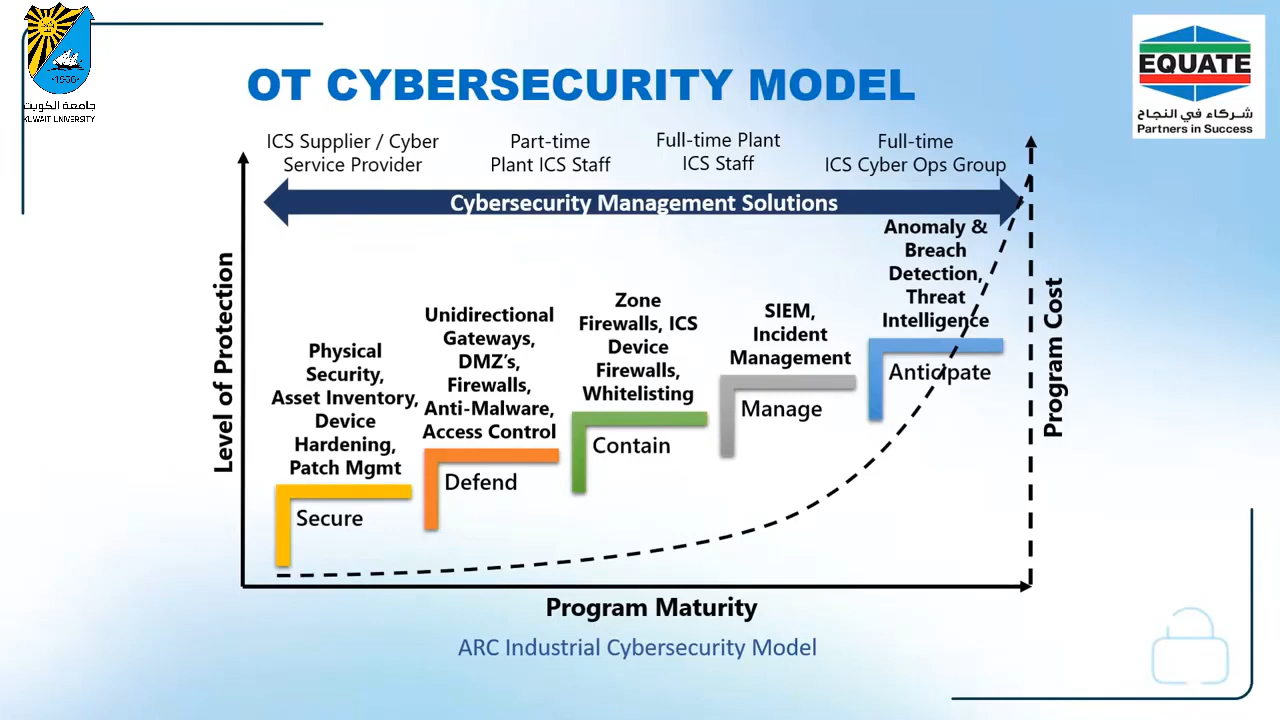 OT CYBERSECURITY MODEL
1966
جامعة الكويت
KUWAIT UNIVERSITY
EQUATE
شركاء في النجاح
Partners in Success
ICS Supplier / Cyber
Service Provider
Part-time
Plant ICS Staff
Full-time Plant
ICS Staff
Full-time
ICS Cyber Ops Group
Cybersecurity Management Solutions
Level of Protection
Physical
Security,
Asset Inventory,
Device
Hardening,
Patch Mgmt
Secure
Unidirectional
Gateways,
DMZ's,
Firewalls,
Anti-Malware,
Access Control
Defend
Zone
Firewalls, ICS
Device
Firewalls,
Whitelisting
Contain
SIEM,
Incident
Management
Manage
Anomaly &
Breach
Detection,
Threat
Intelligence
Anticipate
Program Cost
Program Maturity
ARC Industrial Cybersecurity Model